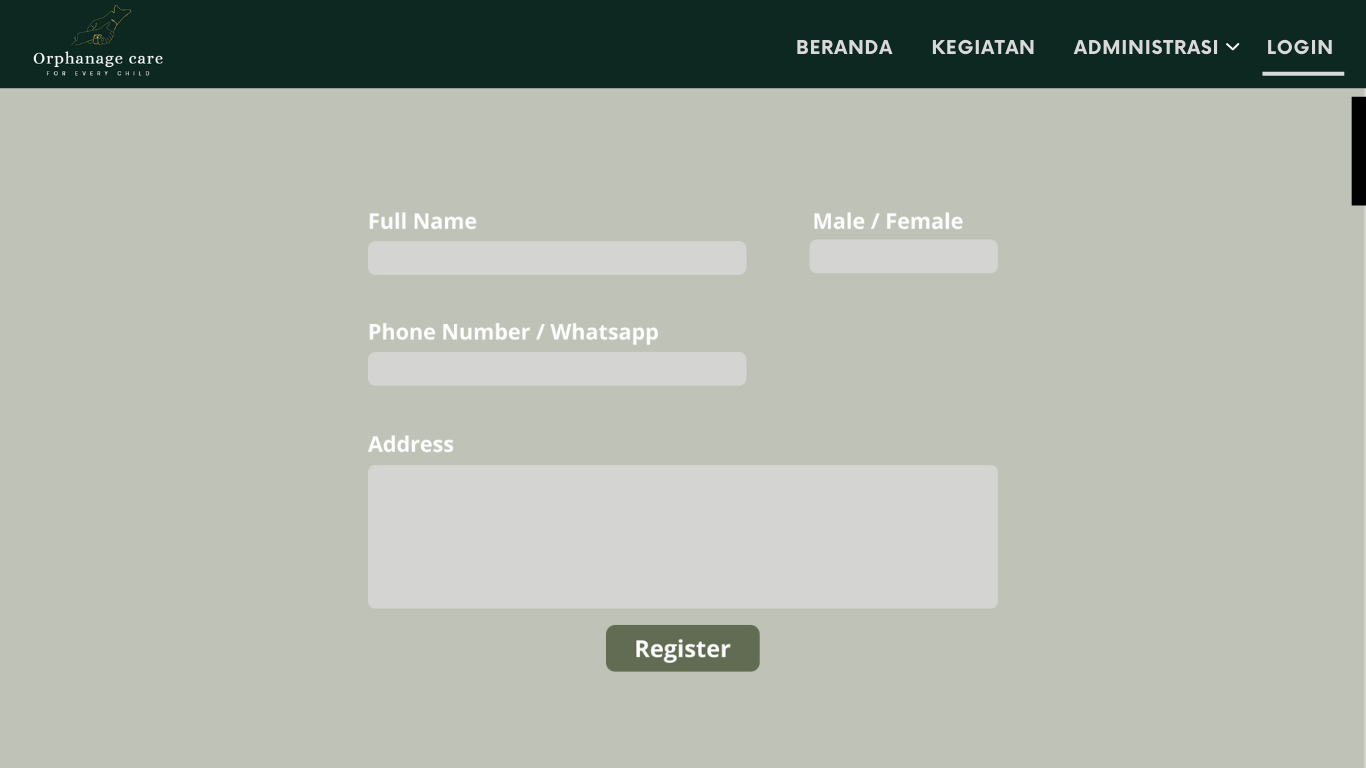 Orphanage care
FOR EVERY CHILD
BERANDA
KEGIATAN
ADMINISTRASI
LOGIN
Full Name
Male / Female
Phone Number / Whatsapp
Address
Register